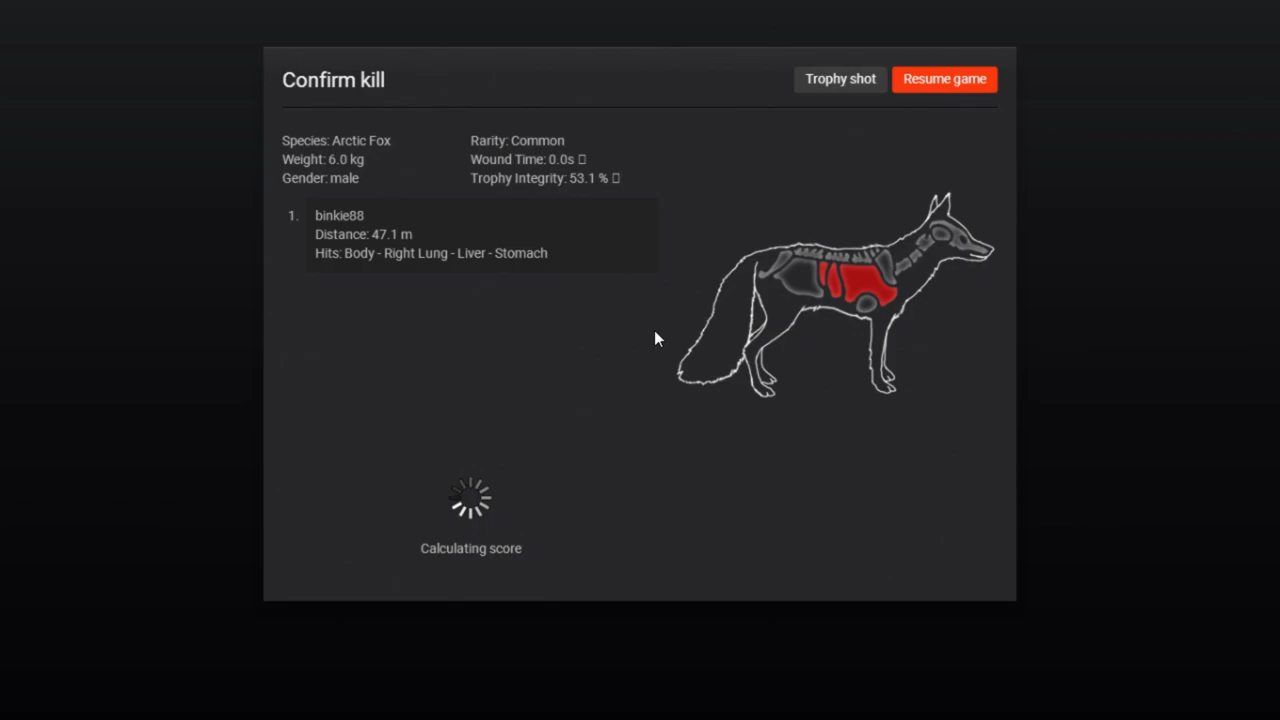 Confirm kill
Trophy shot
Resume game
Species: Arctic Fox
Weight: 6.0 kg
Gender: male
Rarity: Common
Wound Time: 0.0s
Trophy Integrity: 53.1 %
1.
binkie88
Distance: 47.1 m
Hits: Body - Right Lung - Liver - Stomach
Calculating score